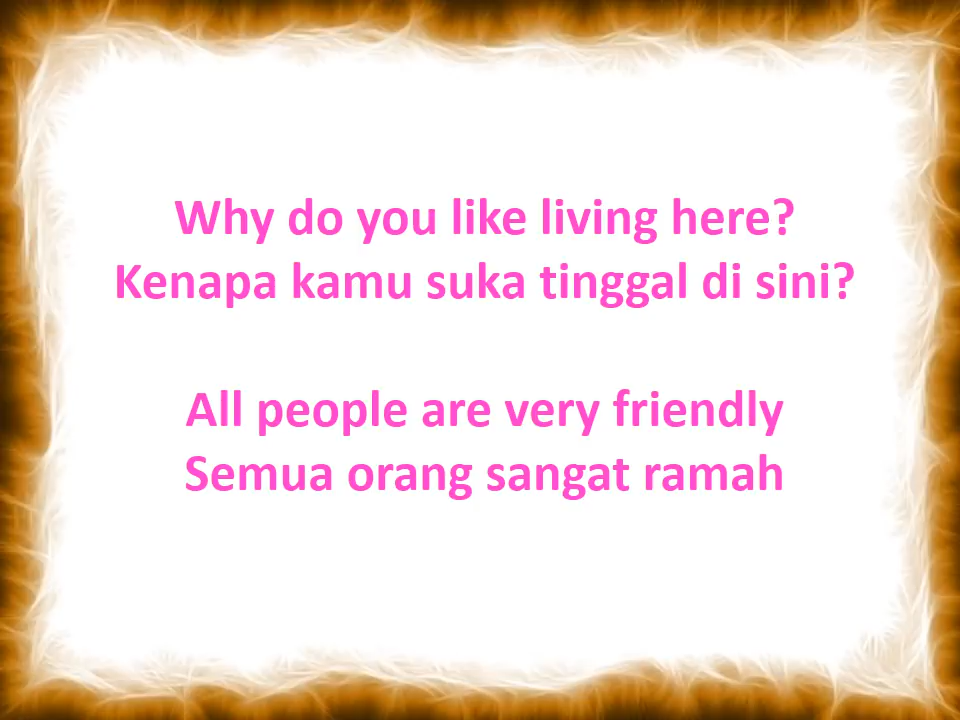 Why do you like living here?
Kenapa kamu suka tinggal di sini?
All people are very friendly
Semua orang sangat ramah